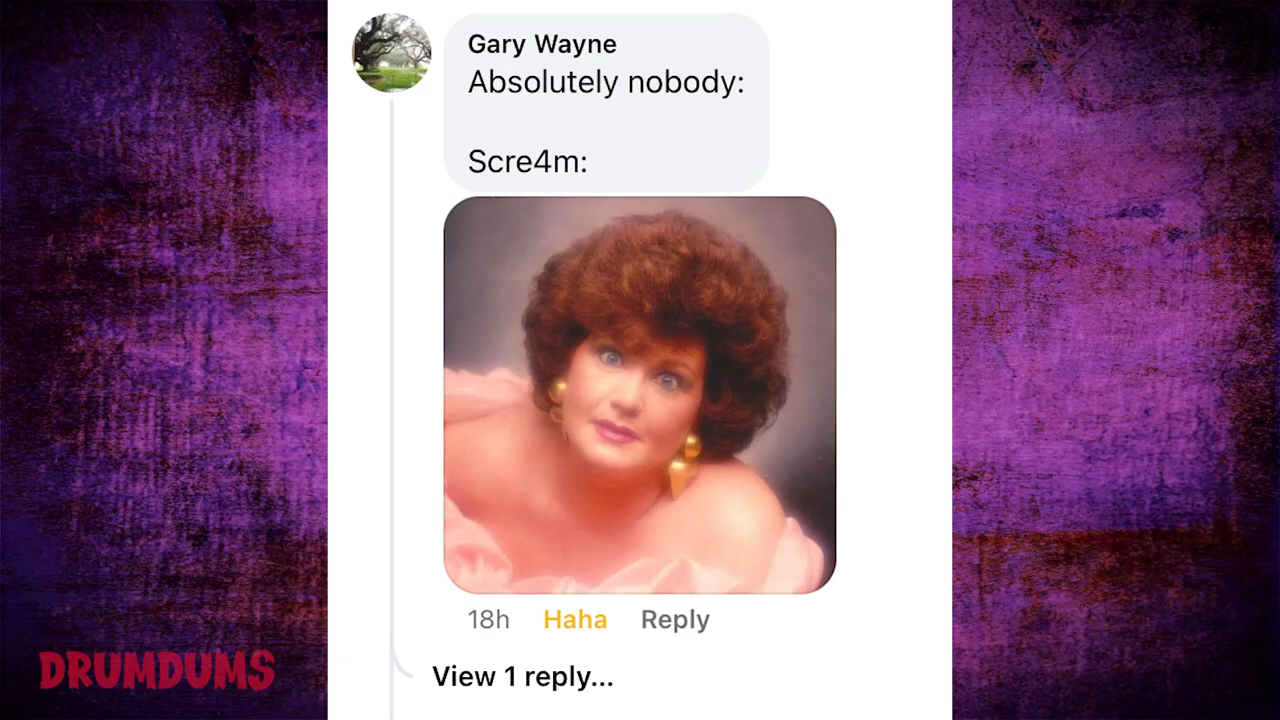 Gary Wayne
Absolutely nobody:
Scre4m:
18h Haha Reply
View 1 reply...
DRUMDUMS